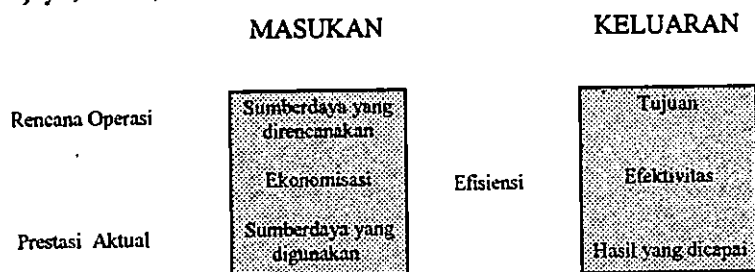 MASUKAN KELUARAN
Rencana Operasi Sumberdaya yang direncanakan Tujuan
Ekonomisasi Efisiensi Efektivitas
Prestasi Aktual Sumberdaya yang digunakan Hasil yang dicapai